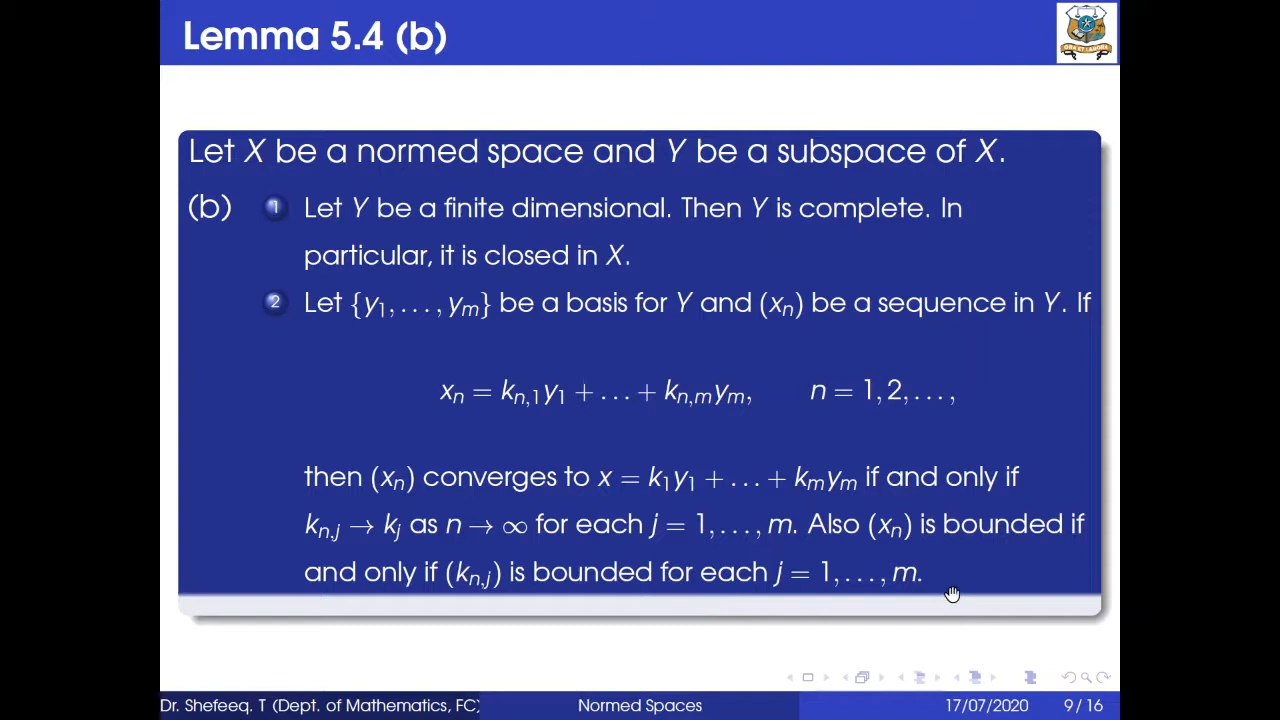 Lemma 5.4 (b)
ORA ET LABORA
Let X be a normed space and Y be a subspace of X.
(b) 1 Let Y be a finite dimensional. Then Y is complete. In
particular, it is closed in X.
2 Let {y₁, . . . , yₘ} be a basis for Y and (xₙ) be a sequence in Y. If
xₙ = kₙ,₁y₁ + . . . + kₙ,ₘyₘ, n = 1, 2, . . . ,
then (xₙ) converges to x = k₁y₁ + . . . + kₘyₘ if and only if
kₙ,ⱼ → kⱼ as n → ∞ for each j = 1, . . . , m. Also (xₙ) is bounded if
and only if (kₙ,ⱼ) is bounded for each j = 1, . . . , m.
Dr. Shefeeq. T (Dept. of Mathematics, FC) Normed Spaces 17/07/2020 9 / 16